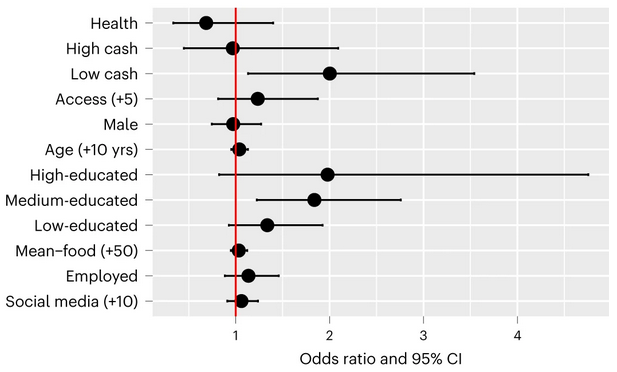 Health
High cash
Low cash
Access (+5)
Male
Age (+10 yrs)
High-educated
Medium-educated
Low-educated
Mean–food (+50)
Employed
Social media (+10)
1 2 3 4
Odds ratio and 95% CI